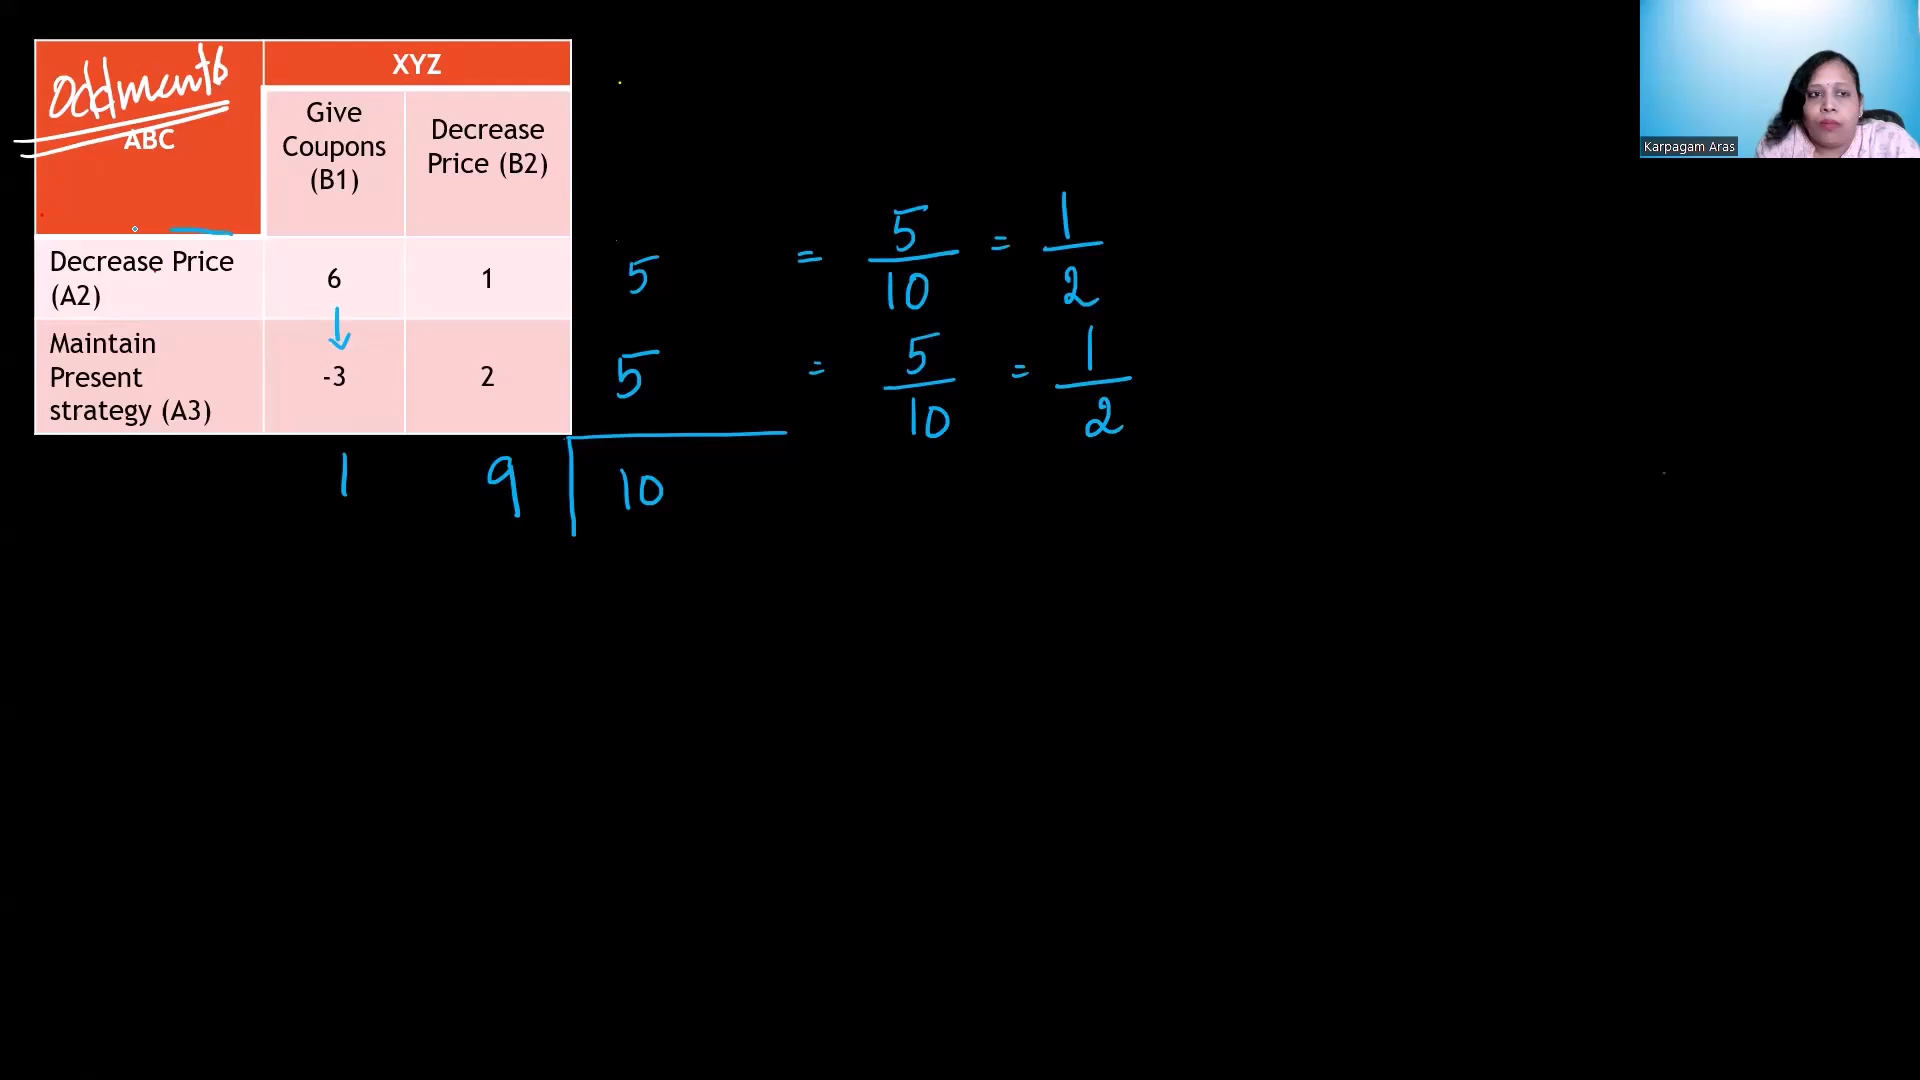 Oddments
ABC
XYZ
Give
Coupons
(B1)
Decrease
Price (B2)
Decrease Price
(A2)
6
1
5 = 5/10 = 1/2
Maintain
Present
strategy (A3)
-3
2
5 = 5/10 = 1/2
1 9 10
Karpagam Aras